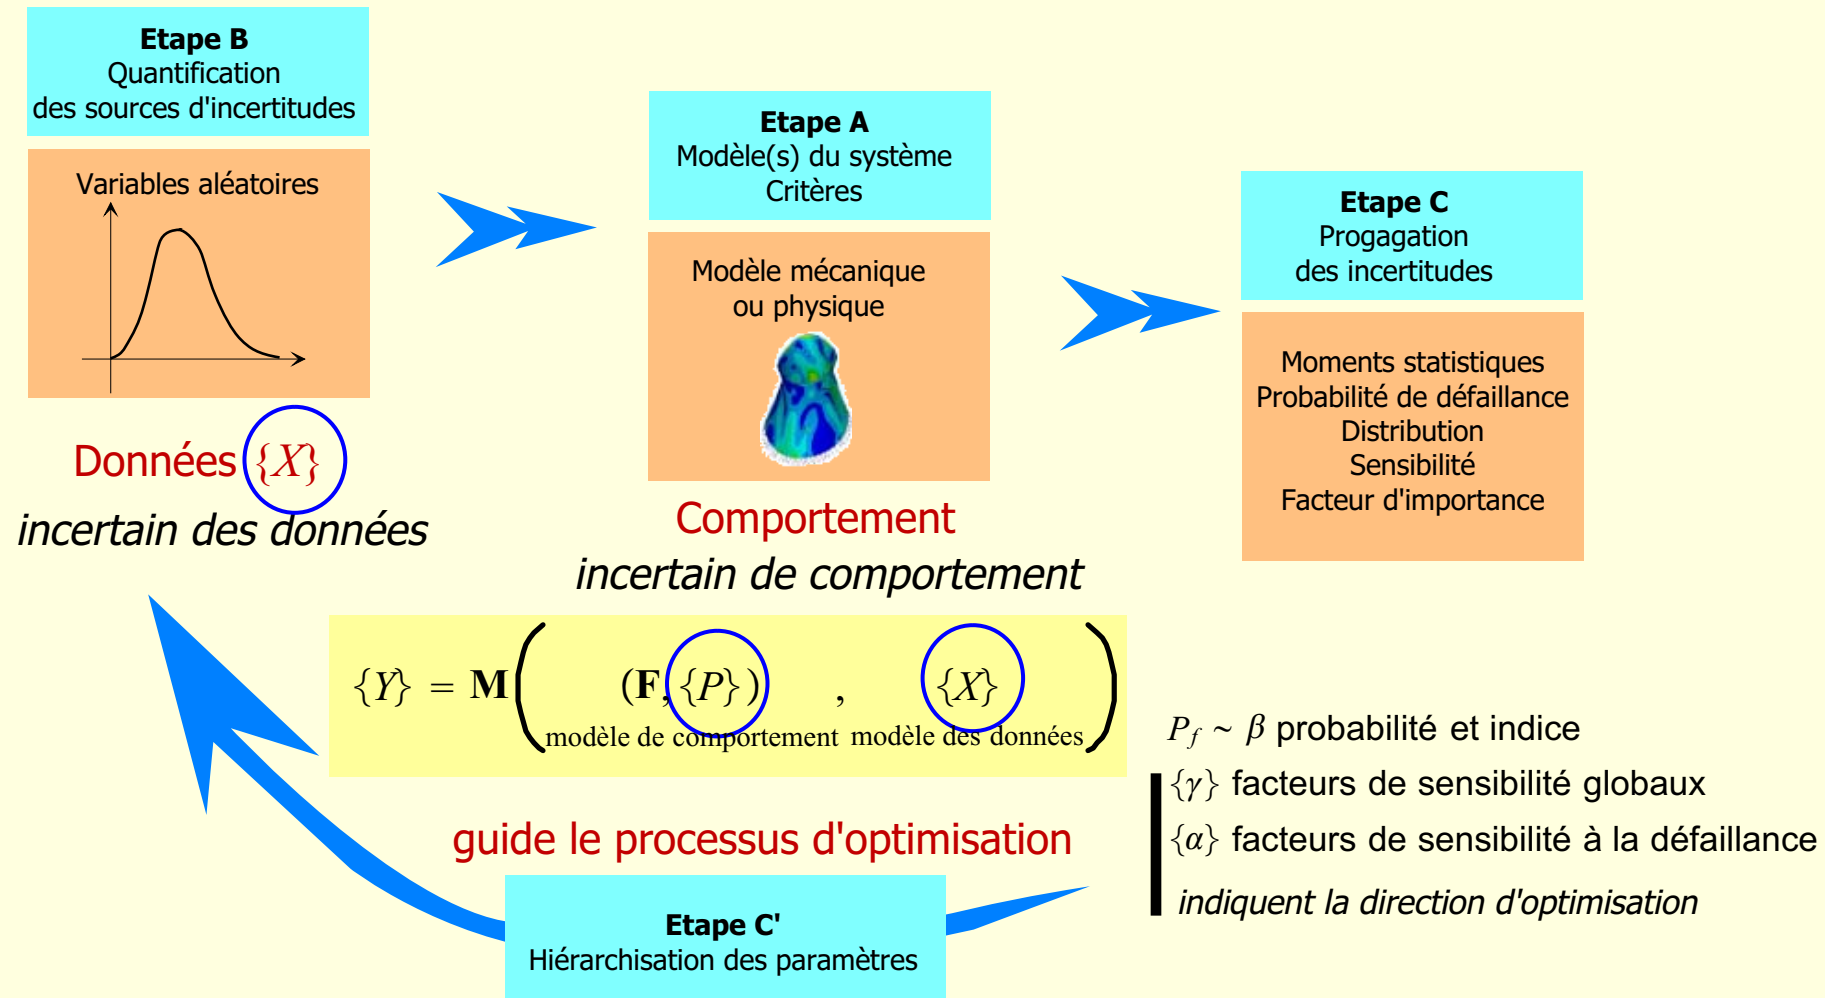 Etape B
Quantification
des sources d'incertitudes
Variables aléatoires
Données {X}
incertain des données
Etape A
Modèle(s) du système
Critères
Modèle mécanique
ou physique
Comportement
incertain de comportement
Etape C
Progagation
des incertitudes
Moments statistiques
Probabilité de défaillance
Distribution
Sensibilité
Facteur d'importance
{Y} = M( (F, {P}) , {X} )
modèle de comportement modèle des données
P_f ~ β probabilité et indice
{γ} facteurs de sensibilité globaux
{α} facteurs de sensibilité à la défaillance
indiquent la direction d'optimisation
guide le processus d'optimisation
Etape C'
Hiérarchisation des paramètres